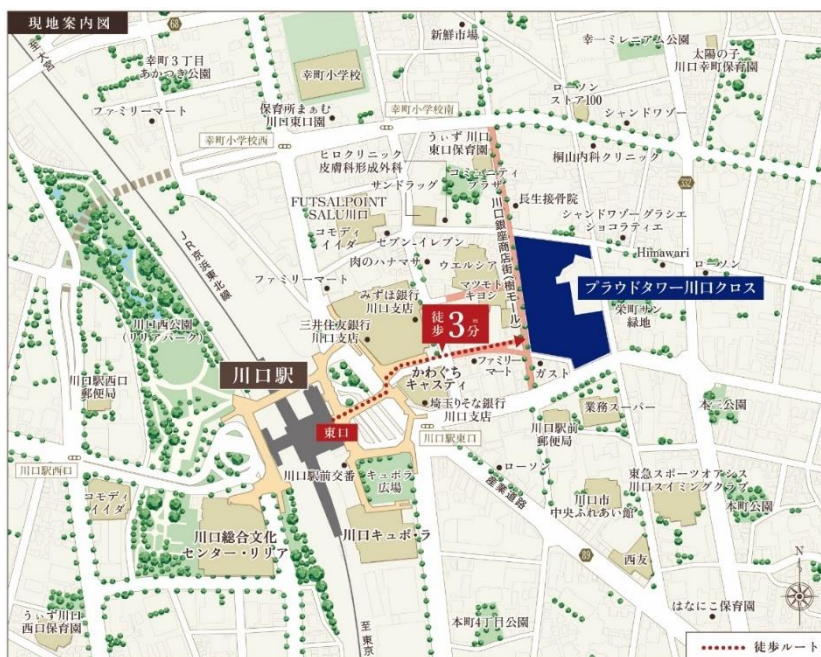 現地案内図
68
至大宮
新鮮市場
幸一ミレニアム公園
332
太陽の子
川口幸町保育園
幸町3丁目
あかつき公園
幸町小学校
ファミリーマート
保育所まぁむ
川口東口園
幸町小学校南
ローソン
ストア100
シャンドワゾー
幸町小学校西
うぃず川口
東口保育園
桐山内科クリニック
ヒロクリニック
皮膚科形成外科
コミュニティ
プラザ
サンドラッグ
長生接骨院
332
FUTSALPOINT
SALU川口
川口銀座商店街(樹モール)
シャンドワゾー グラシエ
ショコラティエ
コモディ
イイダ
セブン-イレブン
JR京浜東北線
肉のハナマサ
ウエルシア
Himawari
ローソン
ファミリーマート
マツモト
キヨシ
プラウドタワー川口クロス
みずほ銀行
川口支店
徒歩3分
栄町サン
緑地
三井住友銀行
川口支店
川口西公園
(リリアパーク)
川口駅
かわぐち
キャスティ
ファミリー
マート
ガスト
川口駅西口
郵便局
埼玉りそな銀行
川口支店
業務スーパー
本三公園
東口
川口駅東口
川口駅前
郵便局
川口駅西口
川口駅前交番
キュポラ
広場
ローソン
東急スポーツオアシス
川口スイミングクラブ
コモディ
イイダ
産業道路
川口市
中央ふれあい館
本町公園
川口総合文化
センター・リリア
川口キュポ・ラ
89
西友
N
うぃず川口
西口保育園
至東京
本町4丁目公園
はなにこ保育園
徒歩ルート